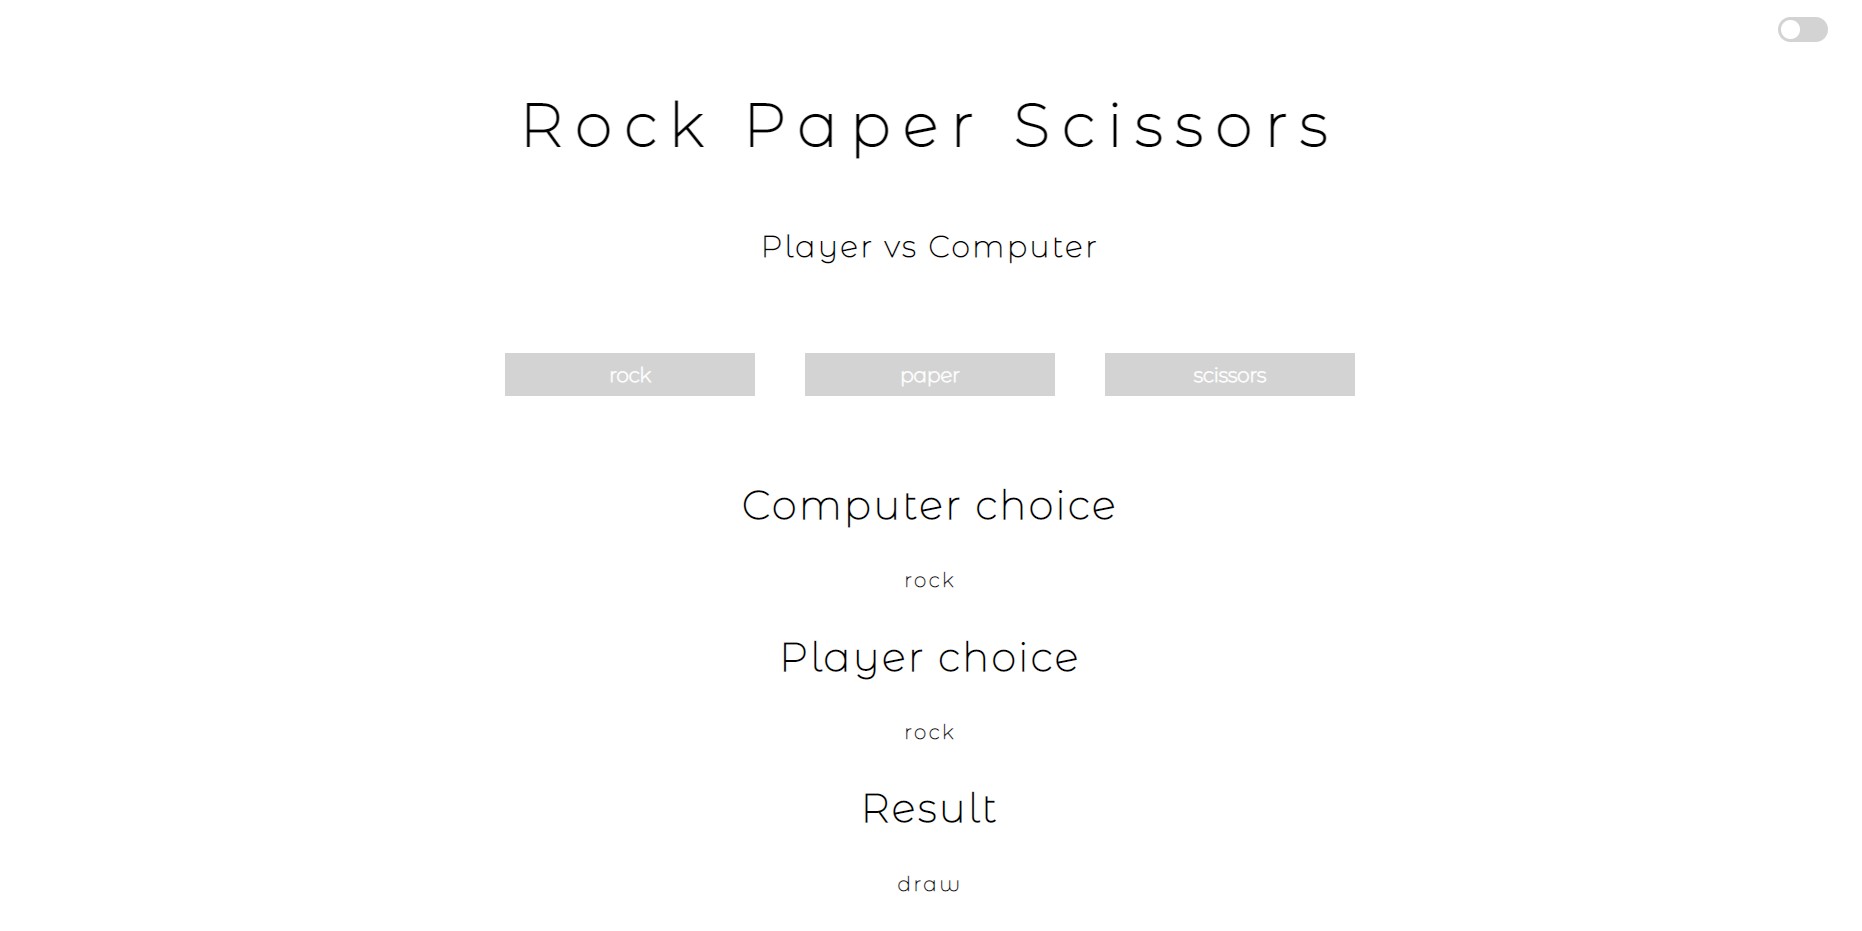 Rock Paper Scissors
Player vs Computer
rock paper scissors
Computer choice
rock
Player choice
rock
Result
draw